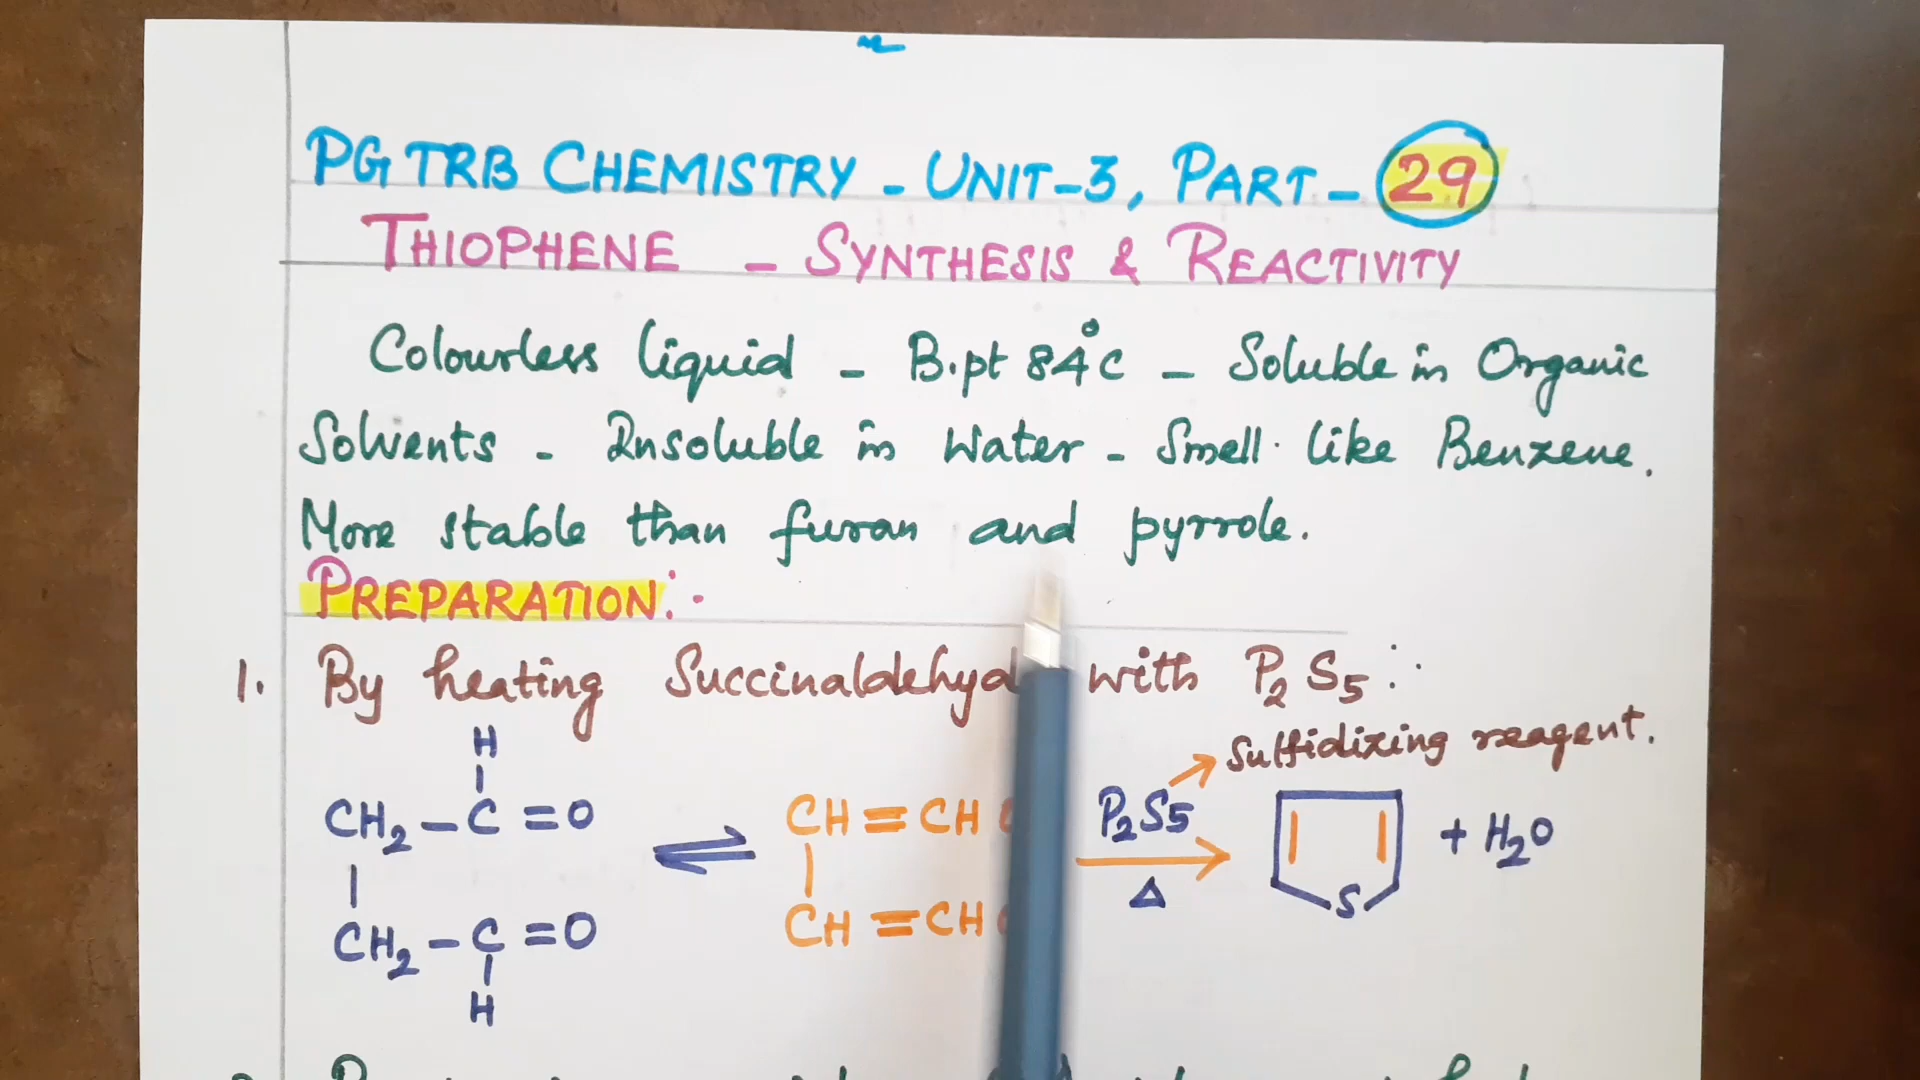 PG TRB CHEMISTRY - UNIT-3, PART - 29
THIOPHENE - SYNTHESIS & REACTIVITY
Colourless liquid - B.pt 84°C - Soluble in Organic
Solvents - Insoluble in Water - Smell like Benzene.
More stable than furan and pyrrole.
PREPARATION:-
1. By heating Succinaldehyd with P2S5:-
Sulfidizing reagent.
H
CH2 - C = O ⇌ CH = CH P2S5 → + H2O
Δ
S
CH2 - C = O CH = CH
H